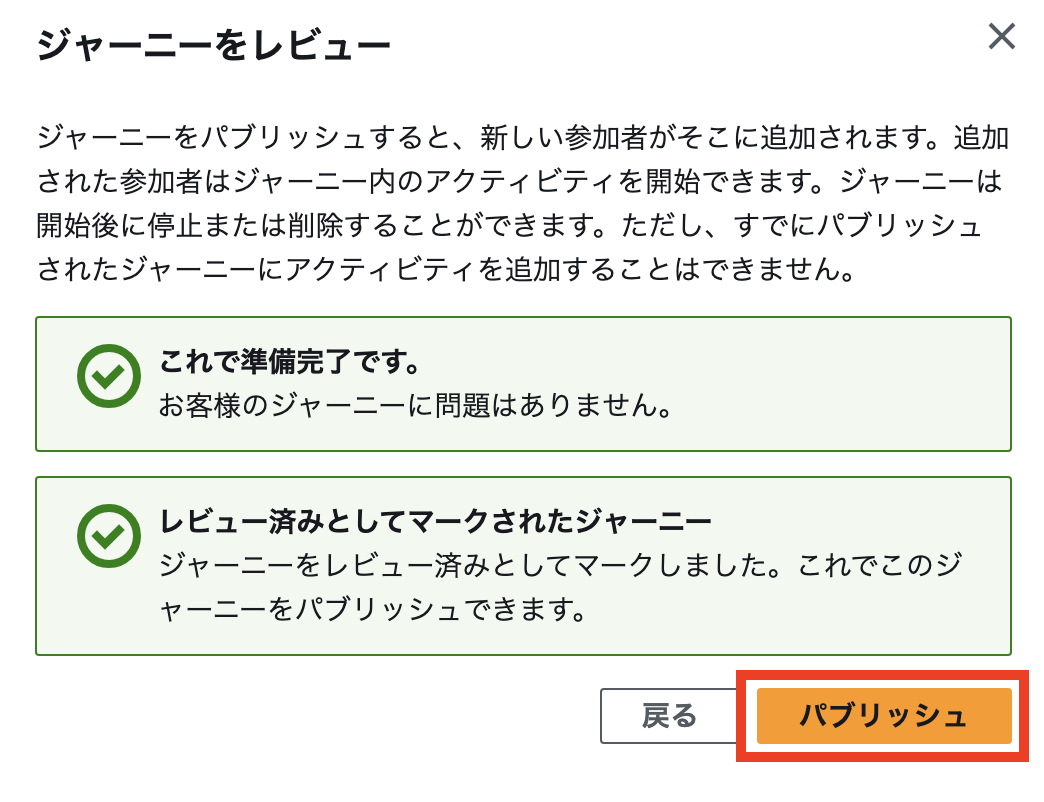 ジャーニーをレビュー
ジャーニーをパブリッシュすると、新しい参加者がそこに追加されます。追加
された参加者はジャーニー内のアクティビティを開始できます。ジャーニーは
開始後に停止または削除することができます。ただし、すでにパブリッシュ
されたジャーニーにアクティビティを追加することはできません。
これで準備完了です。
お客様のジャーニーに問題はありません。
レビュー済みとしてマークされたジャーニー
ジャーニーをレビュー済みとしてマークしました。これでこのジ
ャーニーをパブリッシュできます。
戻る
パブリッシュ